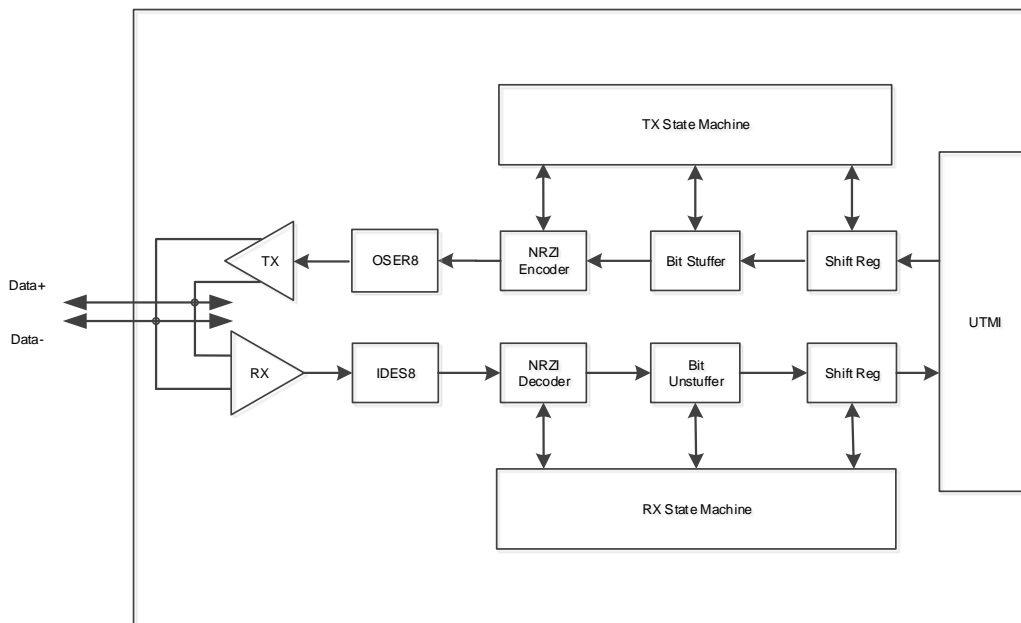 TX State Machine
TX
OSER8
NRZI
Encoder
Bit Stuffer
Shift Reg
Data+
Data-
UTMI
RX
IDES8
NRZI
Decoder
Bit
Unstuffer
Shift Reg
RX State Machine